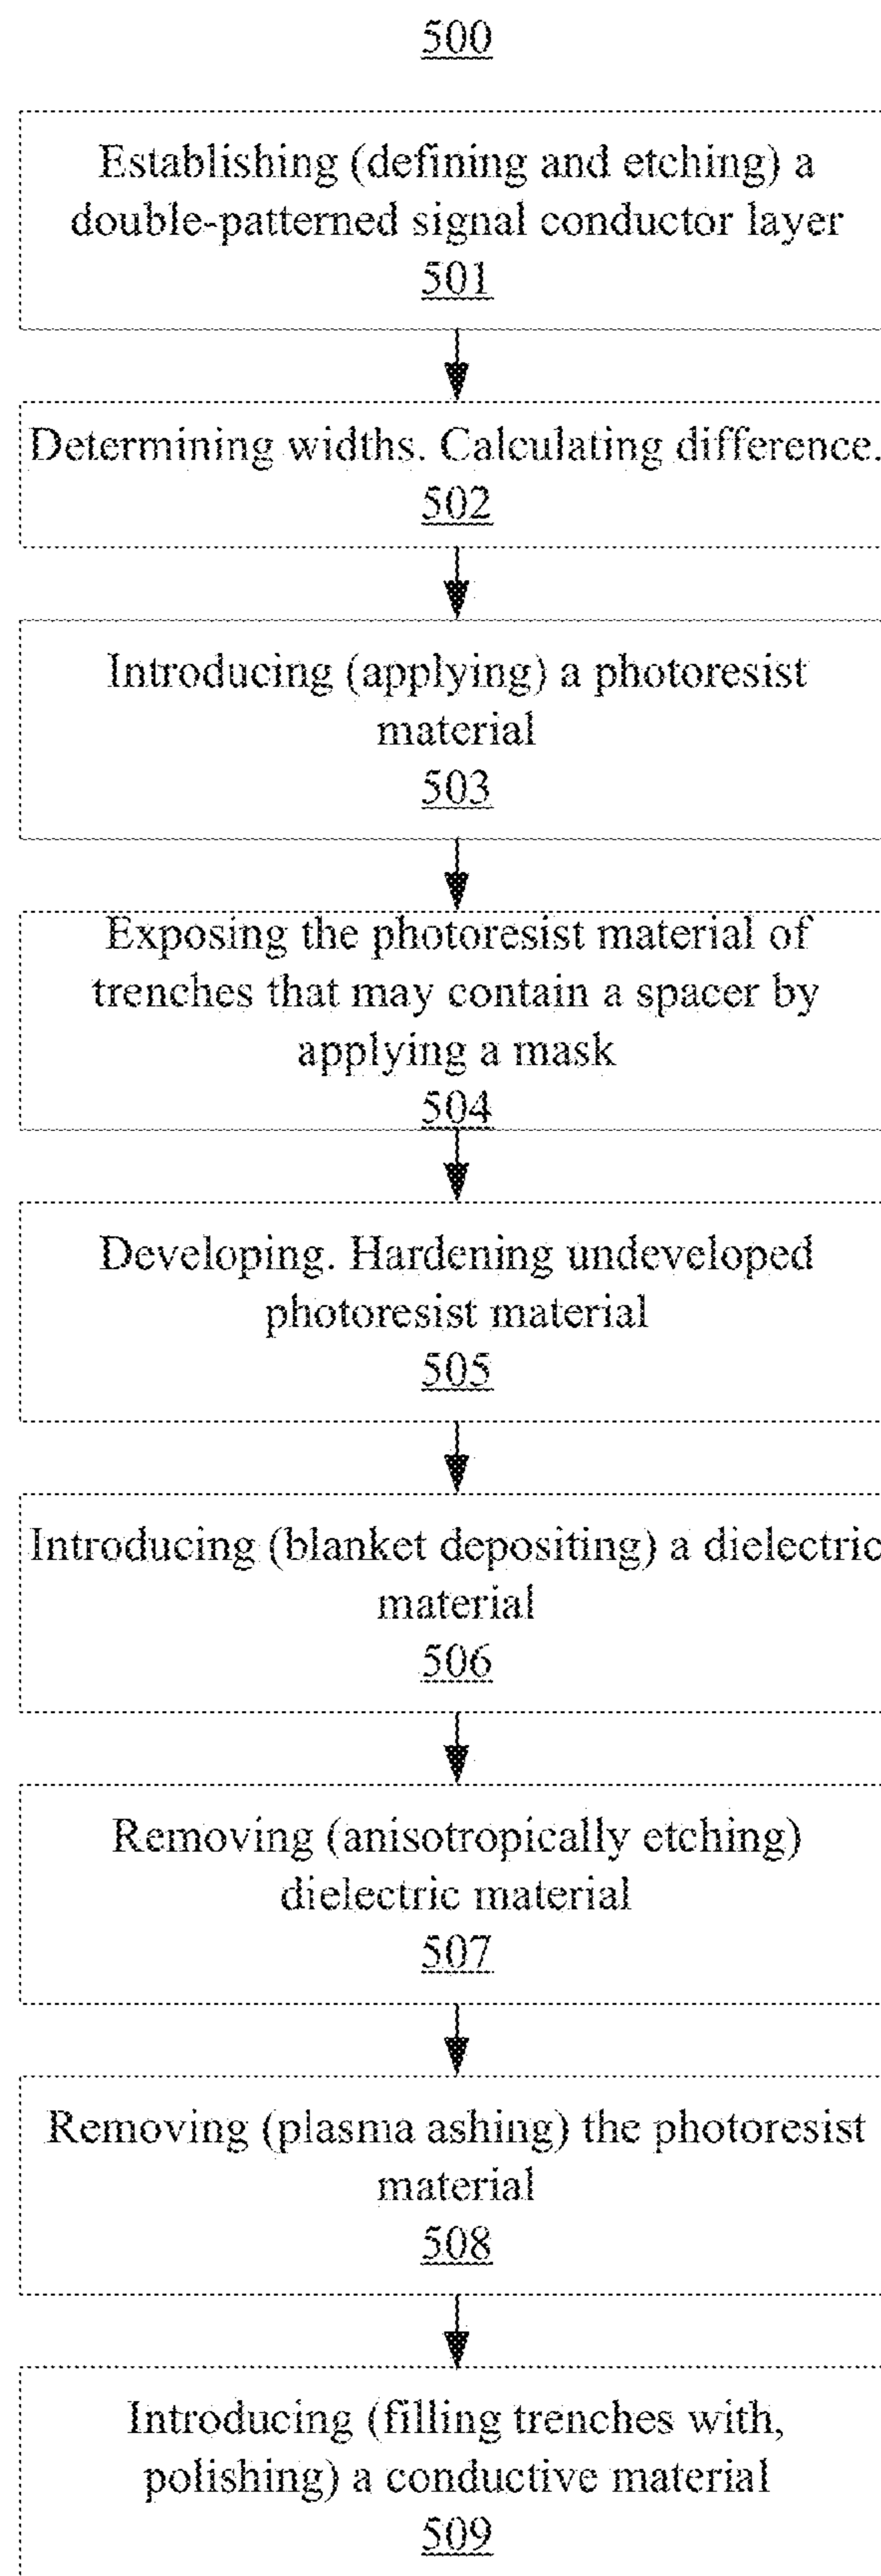 500
Establishing (defining and etching) a
double-patterned signal conductor layer
501
Determining widths. Calculating difference.
502
Introducing (applying) a photoresist
material
503
Exposing the photoresist material of
trenches that may contain a spacer by
applying a mask
504
Developing. Hardening undeveloped
photoresist material
505
Introducing (blanket depositing) a dielectric
material
506
Removing (anisotropically etching)
dielectric material
507
Removing (plasma ashing) the photoresist
material
508
Introducing (filling trenches with,
polishing) a conductive material
509